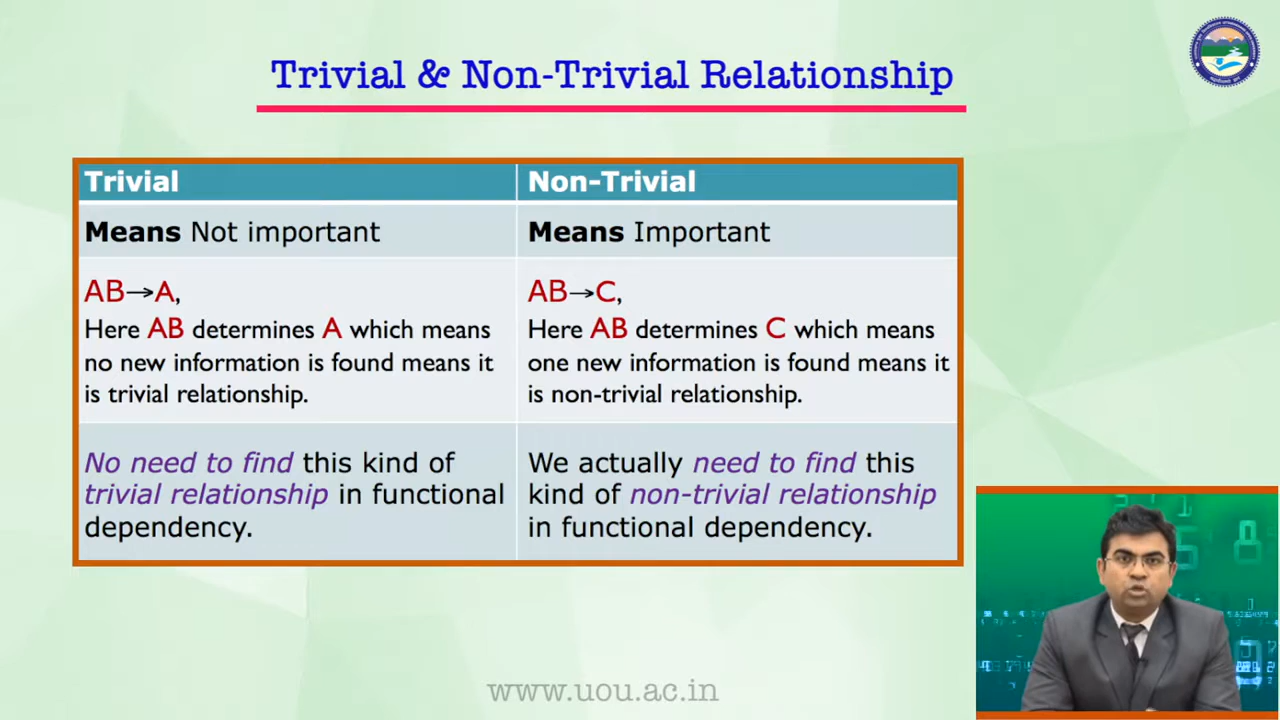 Trivial & Non-Trivial Relationship
Trivial
Non-Trivial
Means Not important
Means Important
AB→A,
Here AB determines A which means
no new information is found means it
is trivial relationship.
AB→C,
Here AB determines C which means
one new information is found means it
is non-trivial relationship.
No need to find this kind of
trivial relationship in functional
dependency.
We actually need to find this
kind of non-trivial relationship
in functional dependency.
www.uou.ac.in